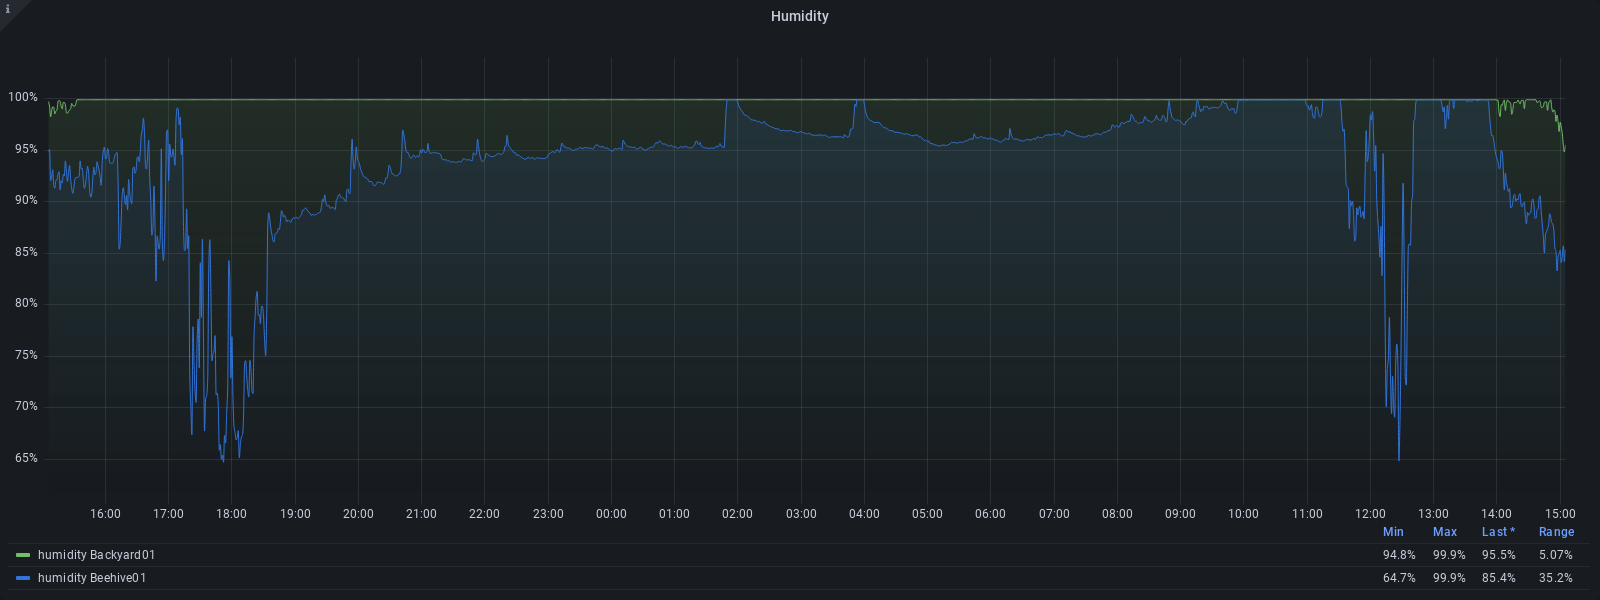 i
Humidity
100%
95%
90%
85%
80%
75%
70%
65%
16:00 17:00 18:00 19:00 20:00 21:00 22:00 23:00 00:00 01:00 02:00 03:00 04:00 05:00 06:00 07:00 08:00 09:00 10:00 11:00 12:00 13:00 14:00 15:00
Min Max Last * Range
humidity Backyard01 94.8% 99.9% 95.5% 5.07%
humidity Beehive01 64.7% 99.9% 85.4% 35.2%